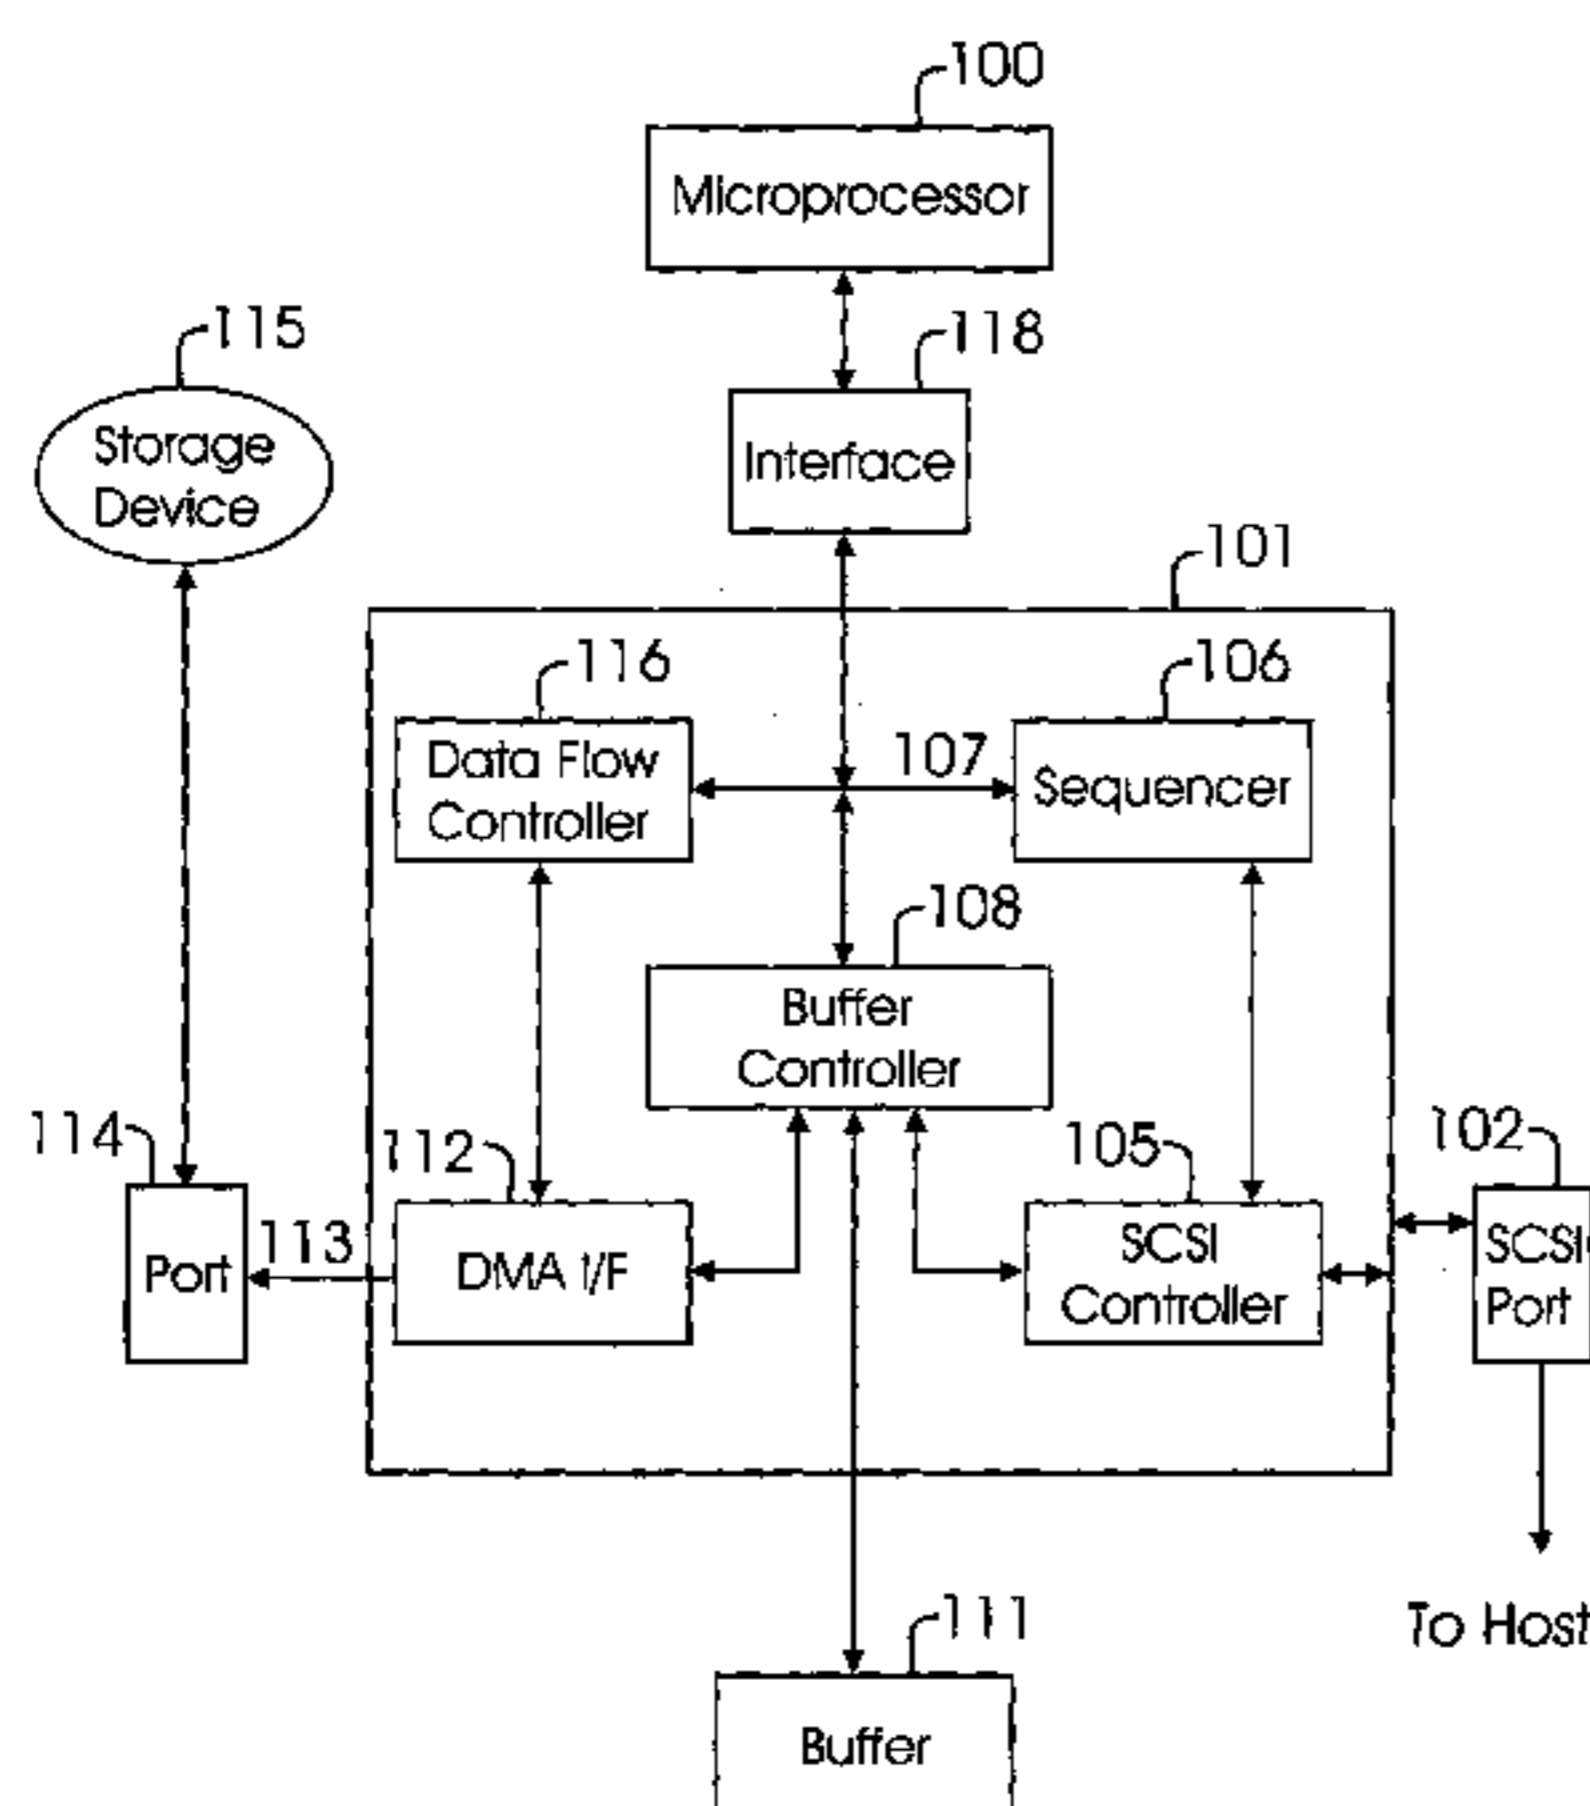 100
Microprocessor
118
115
Storage
Device
Interface
101
116
106
Data Flow
Controller
107
Sequencer
108
Buffer
Controller
114
112
105
102
113
Port
DMA I/F
SCSI
Controller
SCSI
Port
To Host
111
Buffer